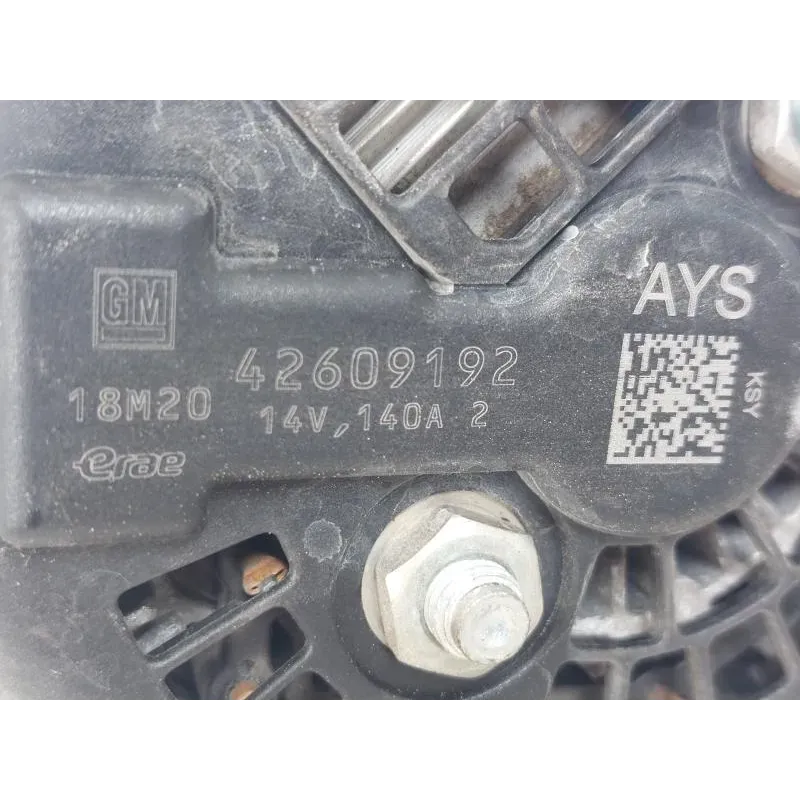 GM
42609192
18M20
14V, 140A 2
erae
AYS
KSY